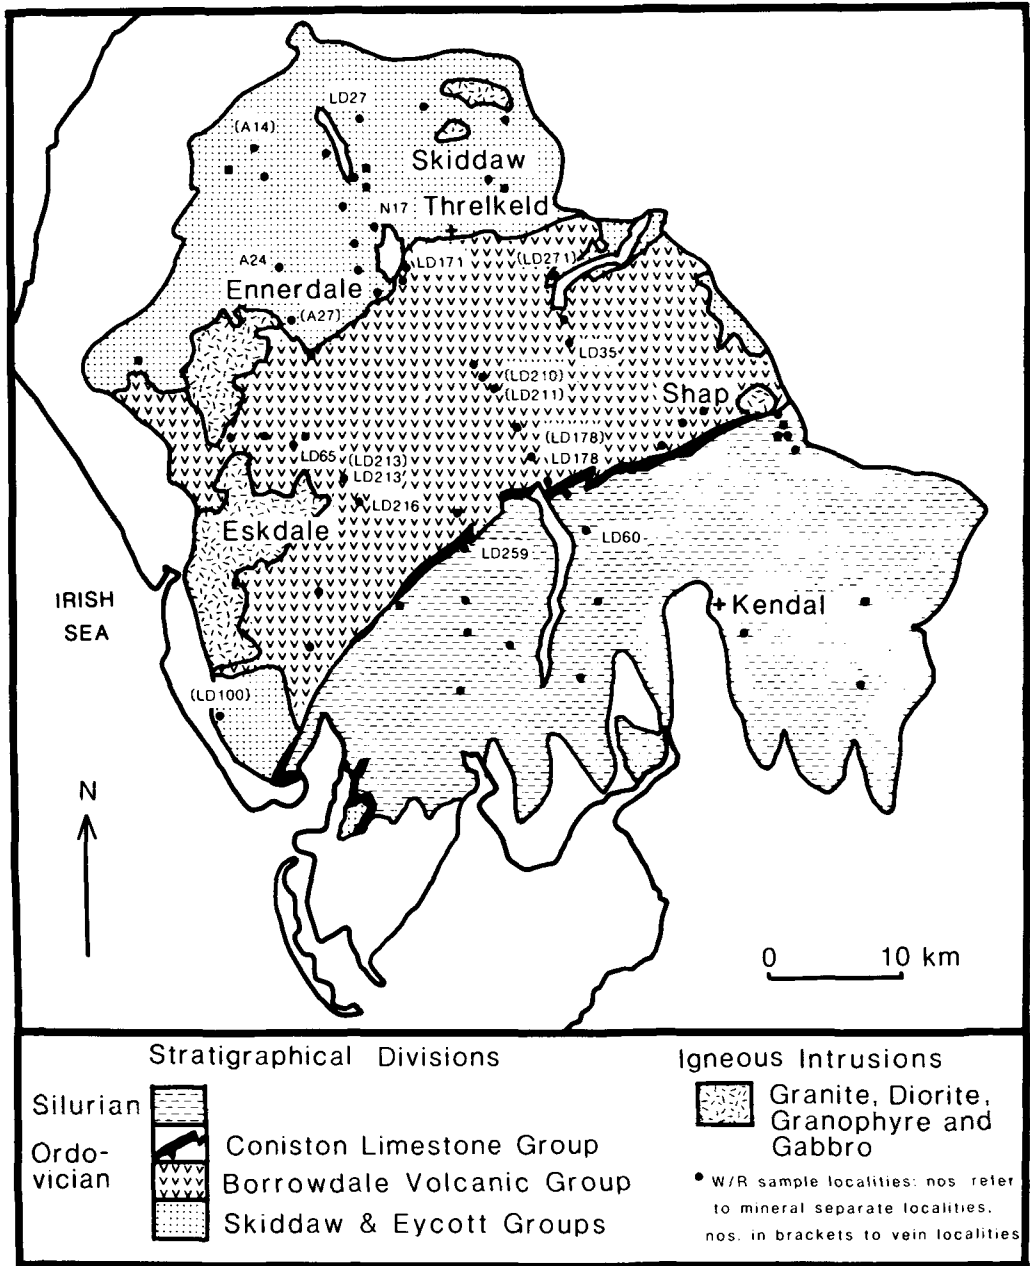 LD27
(A14)
Skiddaw
N17
Threlkeld
LD171
(LD271)
A24
Ennerdale
(A27)
LD35
(LD210)
(LD211)
Shap
(LD178)
LD178
LD65
(LD213)
LD213
LD216
Eskdale
LD259
LD60
IRISH
SEA
Kendal
(LD100)
N
0 10 km
Stratigraphical Divisions
Silurian
Ordo-
vician
Coniston Limestone Group
Borrowdale Volcanic Group
Skiddaw & Eycott Groups
Igneous Intrusions
Granite, Diorite,
Granophyre and
Gabbro
W/R sample localities: nos refer
to mineral separate localities,
nos. in brackets to vein localities